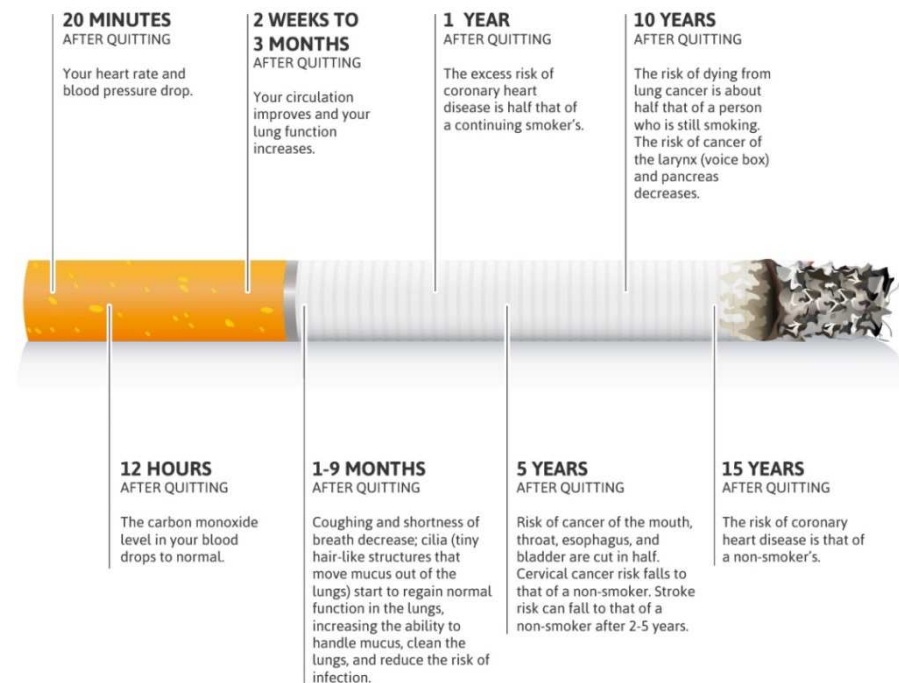 20 MINUTES
AFTER QUITTING
Your heart rate and
blood pressure drop.
2 WEEKS TO
3 MONTHS
AFTER QUITTING
Your circulation
improves and your
lung function
increases.
1 YEAR
AFTER QUITTING
The excess risk of
coronary heart
disease is half that of
a continuing smoker's.
10 YEARS
AFTER QUITTING
The risk of dying from
lung cancer is about
half that of a person
who is still smoking.
The risk of cancer of
the larynx (voice box)
and pancreas
decreases.
12 HOURS
AFTER QUITTING
The carbon monoxide
level in your blood
drops to normal.
1-9 MONTHS
AFTER QUITTING
Coughing and shortness of
breath decrease; cilia (tiny
hair-like structures that
move mucus out of the
lungs) start to regain normal
function in the lungs,
increasing the ability to
handle mucus, clean the
lungs, and reduce the risk of
infection.
5 YEARS
AFTER QUITTING
Risk of cancer of the mouth,
throat, esophagus, and
bladder are cut in half.
Cervical cancer risk falls to
that of a non-smoker. Stroke
risk can fall to that of a
non-smoker after 2-5 years.
15 YEARS
AFTER QUITTING
The risk of coronary
heart disease is that of
a non-smoker's.